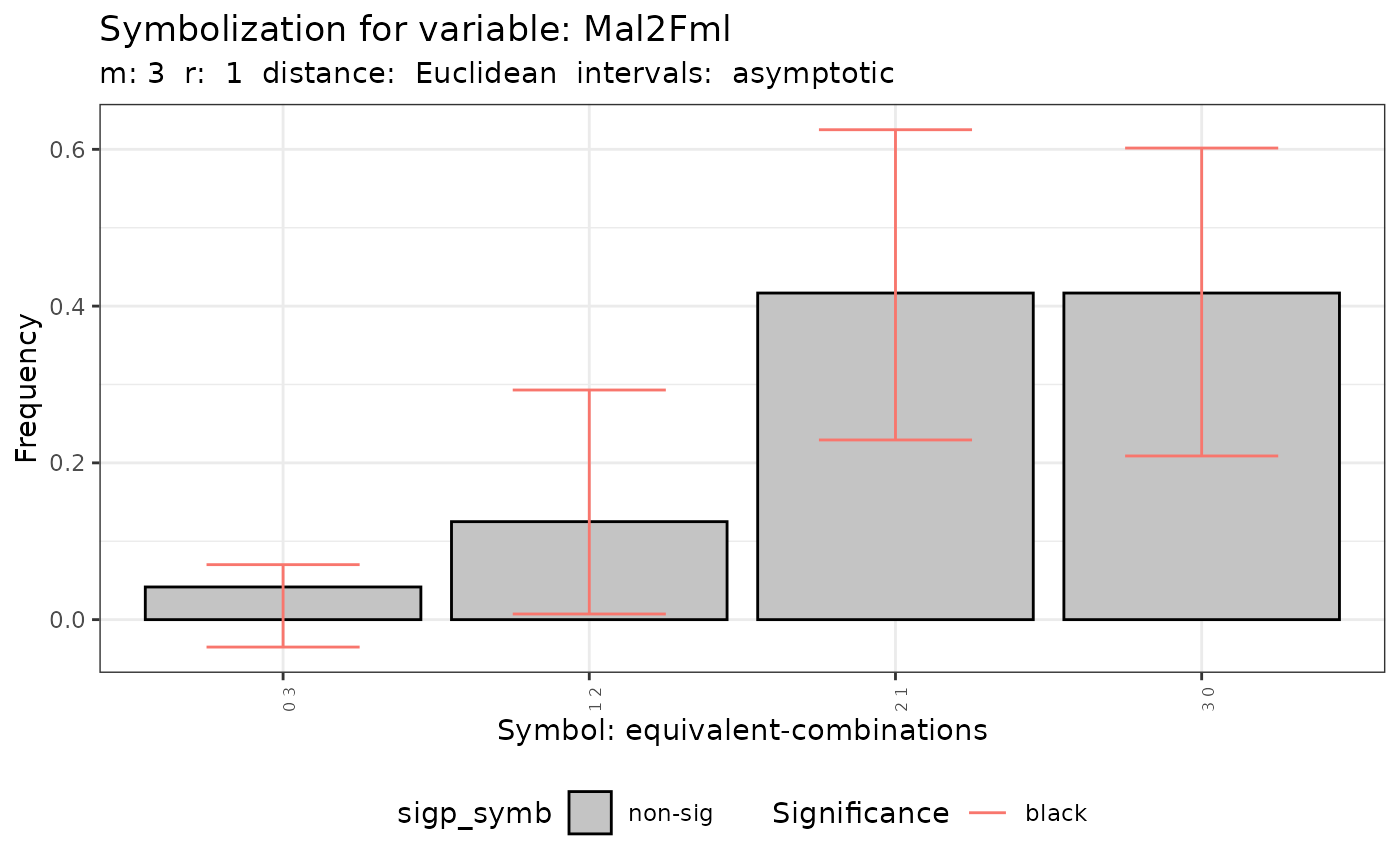 Symbolization for variable: Mal2Fml
m: 3 r: 1 distance: Euclidean intervals: asymptotic
Frequency
0.6
0.4
0.2
0.0
0 3
1 2
2 1
3 0
Symbol: equivalent-combinations
sigp_symb non-sig Significance black